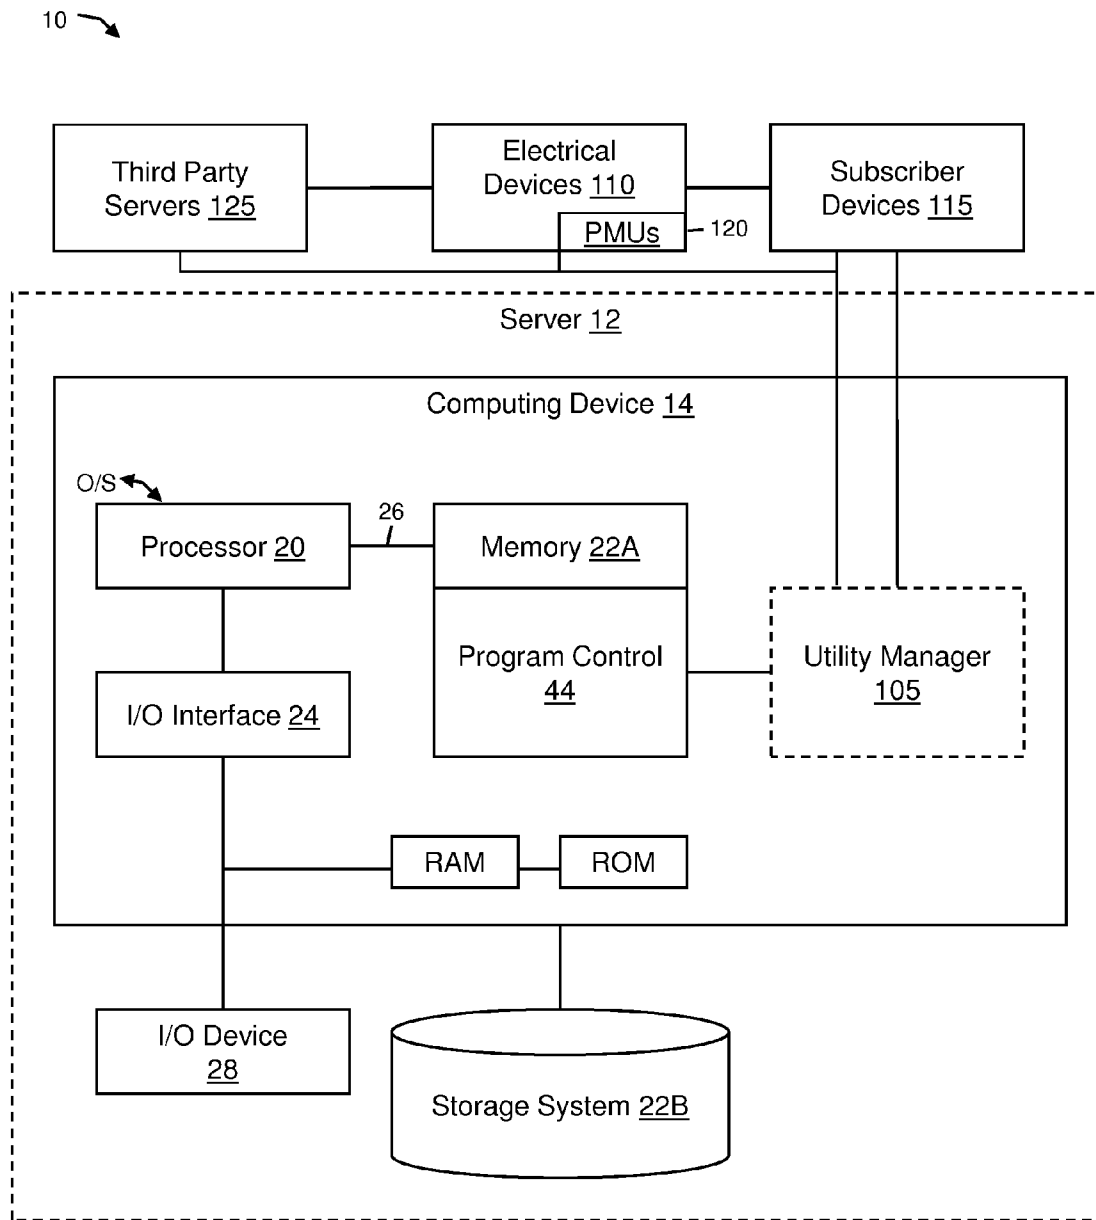 10
Third Party
Servers 125
Electrical
Devices 110
PMUs
120
Subscriber
Devices 115
Server 12
Computing Device 14
O/S
Processor 20
26
Memory 22A
Program Control
44
Utility Manager
105
I/O Interface 24
RAM
ROM
I/O Device
28
Storage System 22B